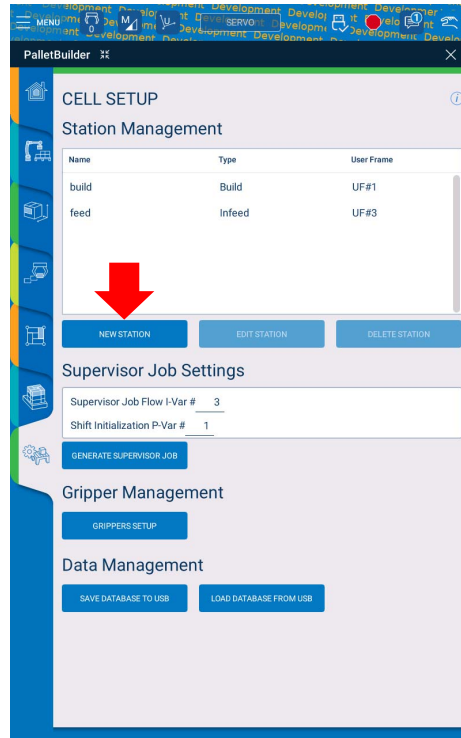 MENU
0
M
SERVO
1
PalletBuilder
CELL SETUP
i
Station Management
Name Type User Frame
build Build UF#1
feed Infeed UF#3
NEW STATION EDIT STATION DELETE STATION
Supervisor Job Settings
Supervisor Job Flow I-Var # 3
Shift Initialization P-Var # 1
GENERATE SUPERVISOR JOB
Gripper Management
GRIPPERS SETUP
Data Management
SAVE DATABASE TO USB LOAD DATABASE FROM USB